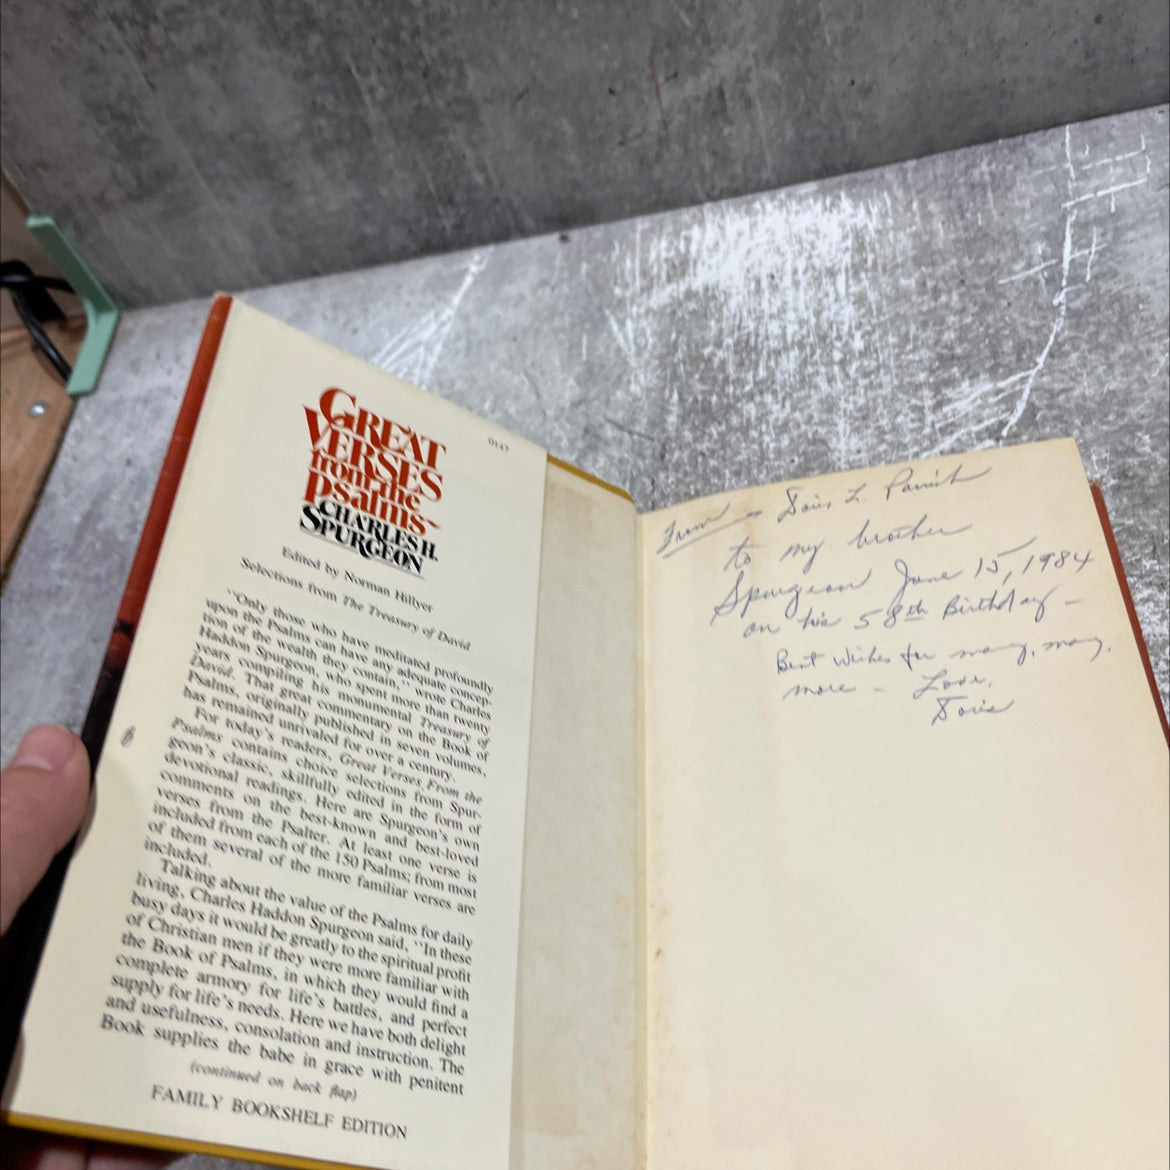 0147
GREAT
VERSES
from the
Psalms
CHARLES H.
SPURGEON
Edited by Norman Hillyer
Selections from The Treasury of David
"Only those who have meditated profoundly
upon the Psalms can have any adequate concep-
tion of the wealth they contain," wrote Charles
Haddon Spurgeon, who spent more than twenty
years compiling his monumental Treasury of
David. That great commentary on the Book of
Psalms, originally published in seven volumes,
has remained unrivaled for over a century.
For today's readers, Great Verses From the
Psalms contains choice selections from Spur-
geon's classic, skillfully edited in the form of
devotional readings. Here are Spurgeon's own
comments on the best-known and best-loved
verses from the Psalter. At least one verse is
included from each of the 150 Psalms; from most
of them several of the more familiar verses are
included.
Talking about the value of the Psalms for daily
living, Charles Haddon Spurgeon said, "In these
busy days it would be greatly to the spiritual profit
of Christian men if they were more familiar with
the Book of Psalms, in which they would find a
complete armory for life's battles, and perfect
supply for life's needs. Here we have both delight
and usefulness, consolation and instruction. The
Book supplies the babe in grace with penitent
(continued on back flap)
FAMILY BOOKSHELF EDITION
From - Doris L. Parrish
to my brother
Spurgeon June 15, 1984
on his 58th Birthday -
Best Wishes for many, many,
more - Love,
Doris